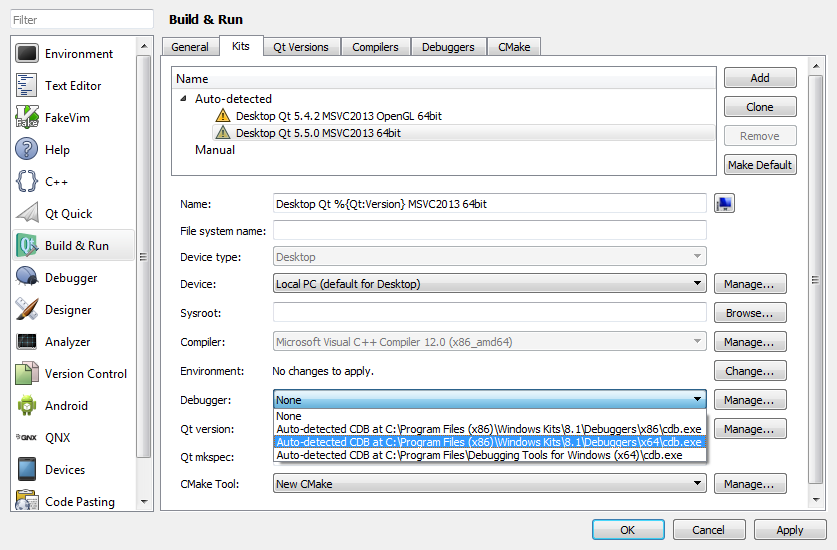 Filter
Build & Run
Environment
Text Editor
FakeVim
Help
C++
Qt Quick
Build & Run
Debugger
Designer
Analyzer
Version Control
Android
QNX
QNX
Devices
Code Pasting
General
Kits
Qt Versions
Compilers
Debuggers
CMake
Name
Auto-detected
Desktop Qt 5.4.2 MSVC2013 OpenGL 64bit
Desktop Qt 5.5.0 MSVC2013 64bit
Manual
Add
Clone
Remove
Make Default
Name: Desktop Qt %{Qt:Version} MSVC2013 64bit
File system name:
Device type: Desktop
Device: Local PC (default for Desktop) Manage...
Sysroot: Browse...
Compiler: Microsoft Visual C++ Compiler 12.0 (x86_amd64) Manage...
Environment: No changes to apply. Change...
Debugger: None Manage...
None
Auto-detected CDB at C:\Program Files (x86)\Windows Kits\8.1\Debuggers\x86\cdb.exe
Qt version: Manage...
Auto-detected CDB at C:\Program Files (x86)\Windows Kits\8.1\Debuggers\x64\cdb.exe
Auto-detected CDB at C:\Program Files\Debugging Tools for Windows (x64)\cdb.exe
Qt mkspec:
CMake Tool: New CMake Manage...
OK
Cancel
Apply